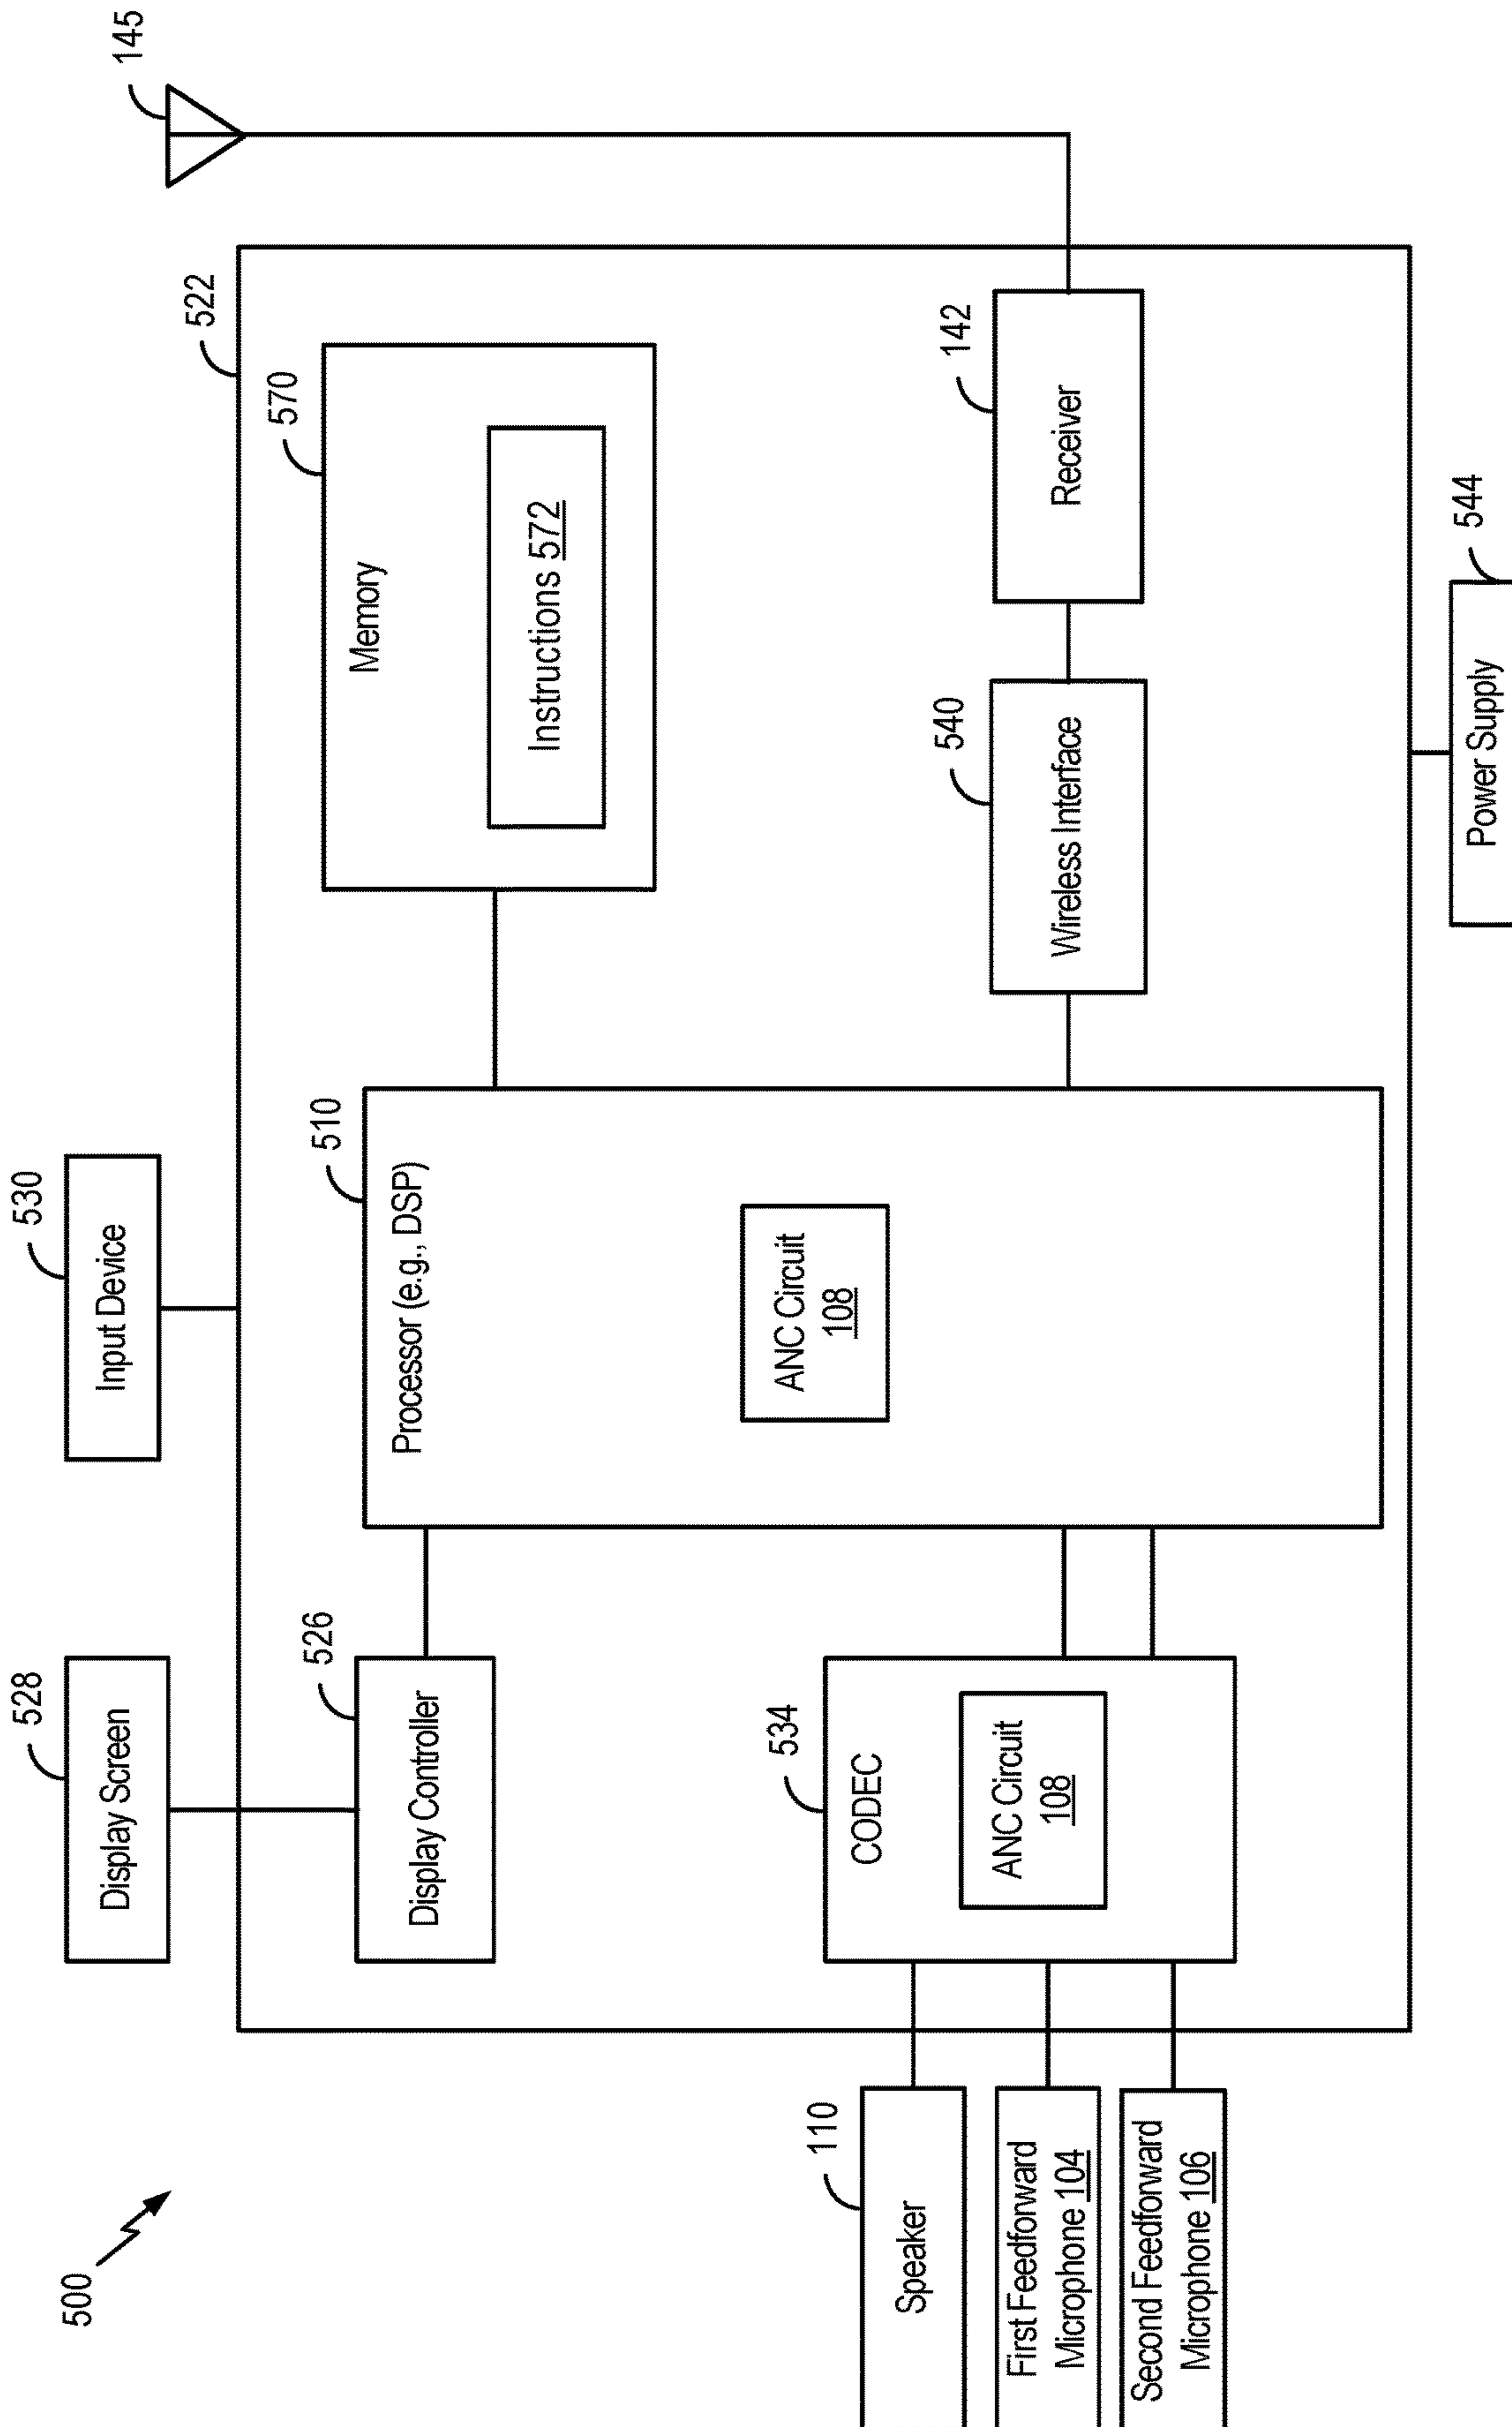 500
528
Display Screen
530
Input Device
145
522
526
Display Controller
510
Processor (e.g., DSP)
ANC Circuit
108
570
Memory
Instructions 572
534
CODEC
ANC Circuit
108
540
Wireless Interface
142
Receiver
110
Speaker
First Feedforward
Microphone 104
Second Feedforward
Microphone 106
544
Power Supply